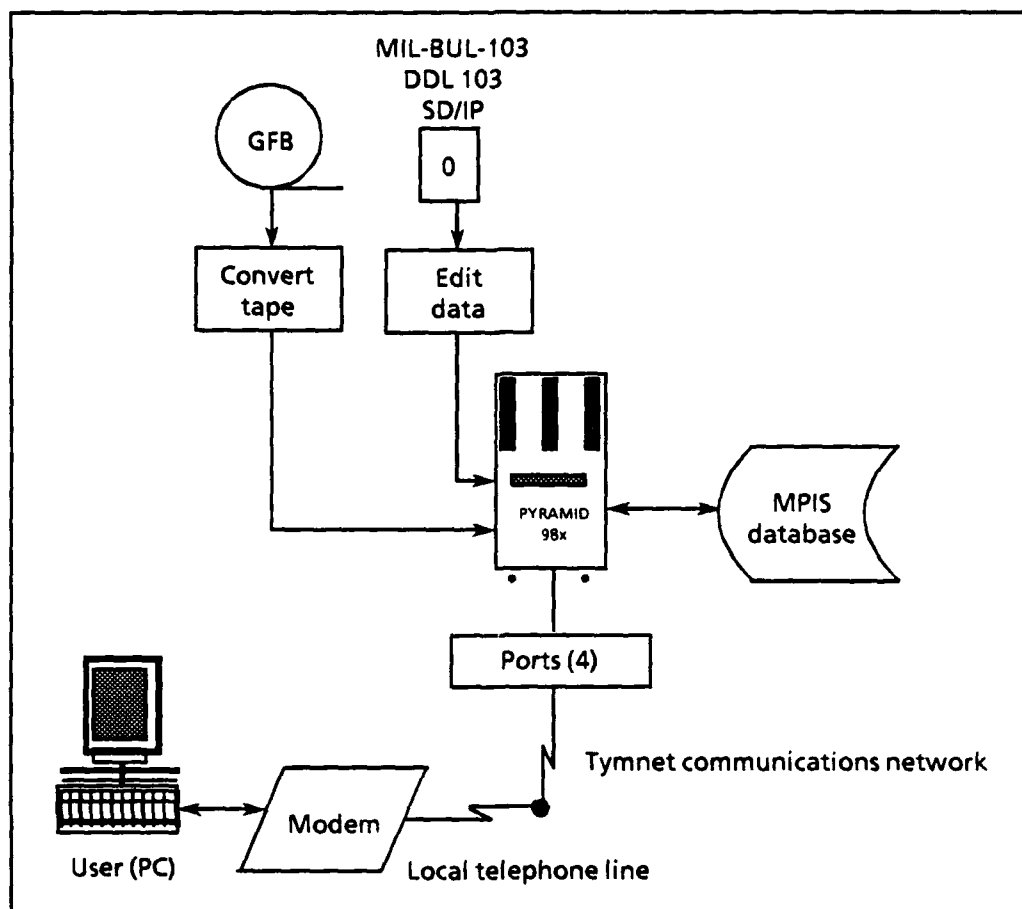 MIL-BUL-103
DDL 103
SD/IP
GFB
0
Convert
tape
Edit
data
PYRAMID
98x
MPIS
database
Ports (4)
Tymnet communications network
Modem
User (PC)
Local telephone line